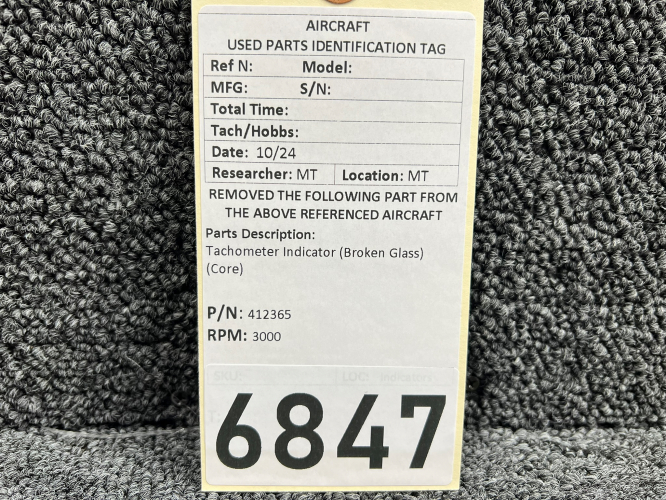 AIRCRAFT
USED PARTS IDENTIFICATION TAG
Ref N: Model:
MFG: S/N:
Total Time:
Tach/Hobbs:
Date: 10/24
Researcher: MT Location: MT
REMOVED THE FOLLOWING PART FROM
THE ABOVE REFERENCED AIRCRAFT
Parts Description:
Tachometer Indicator (Broken Glass)
(Core)
P/N: 412365
RPM: 3000
SKU: LOC:
6847